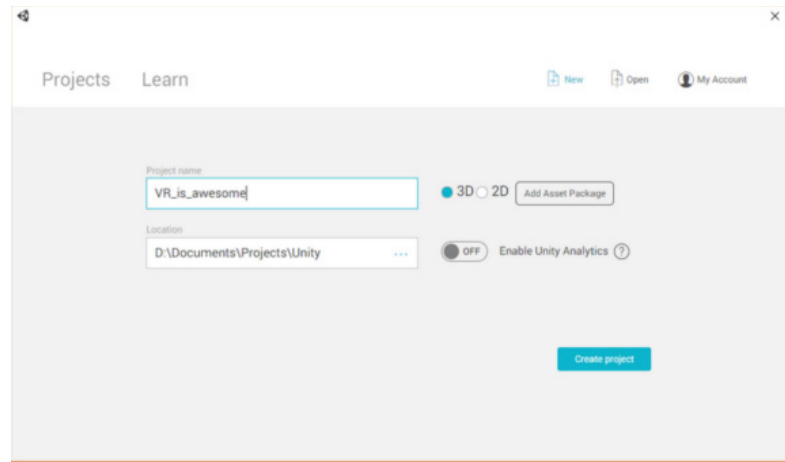 Projects Learn New Open My Account
Project name
VR_is_awesome 3D 2D Add Asset Package
Location
D:\Documents\Projects\Unity ... OFF Enable Unity Analytics ?
Create project